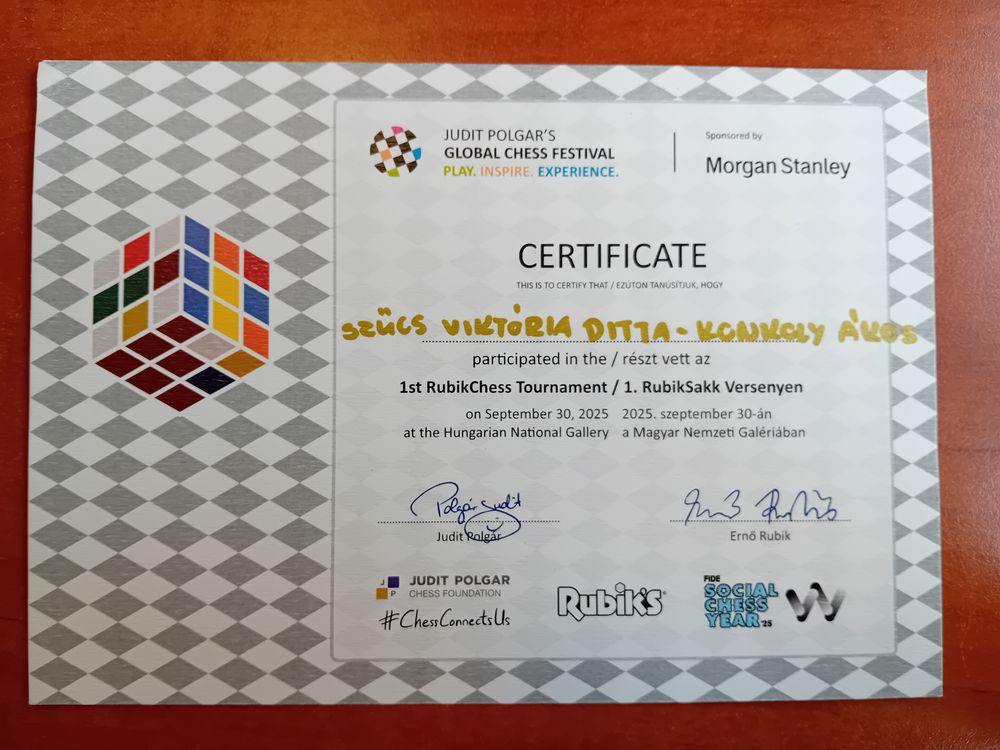 JUDIT POLGAR'S
GLOBAL CHESS FESTIVAL
PLAY. INSPIRE. EXPERIENCE.
Sponsored by
Morgan Stanley
CERTIFICATE
THIS IS TO CERTIFY THAT / EZÚTON TANÚSÍTJUK, HOGY
SZŰCS VIKTÓRIA DITTA - KONKOLY ÁKOS
participated in the / részt vett az
1st RubikChess Tournament / 1. RubikSakk Versenyen
on September 30, 2025 2025. szeptember 30-án
at the Hungarian National Gallery a Magyar Nemzeti Galériában
Polgár Judit
Judit Polgár
Ernő Rubik
J
P
JUDIT POLGAR
CHESS FOUNDATION
#ChessConnectsUs
Rubik's
FIDE
SOCIAL
CHESS
YEAR '25